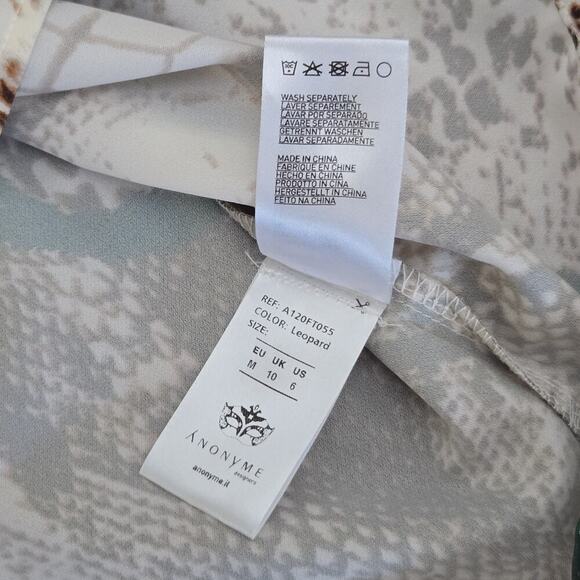 WASH SEPARATELY
LAVER SEPAREMENT
LAVAR POR SEPARADO
LAVARE SEPARATAMENTE
GETRENNT WASCHEN
LAVAR SEPARADAMENTE
MADE IN CHINA
FABRIQUE EN CHINE
HECHO EN CHINA
PRODOTTO IN CINA
HERGESTELLT IN CHINA
FEITO NA CHINA
REF: A120FT055
COLOR: Leopard
SIZE:
EU UK US
M 10 6
ANONYME
designers
anonyme.it